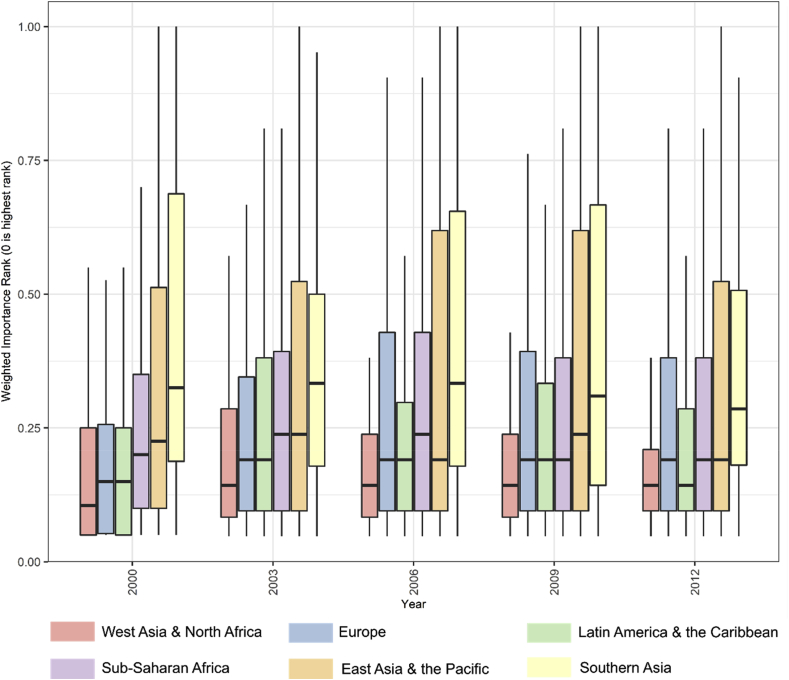 Weighted Importance Rank (0 is highest rank)
1.00
0.75
0.50
0.25
0.00
2000
2003
2006
2009
2012
Year
West Asia & North Africa
Europe
Latin America & the Caribbean
Sub-Saharan Africa
East Asia & the Pacific
Southern Asia